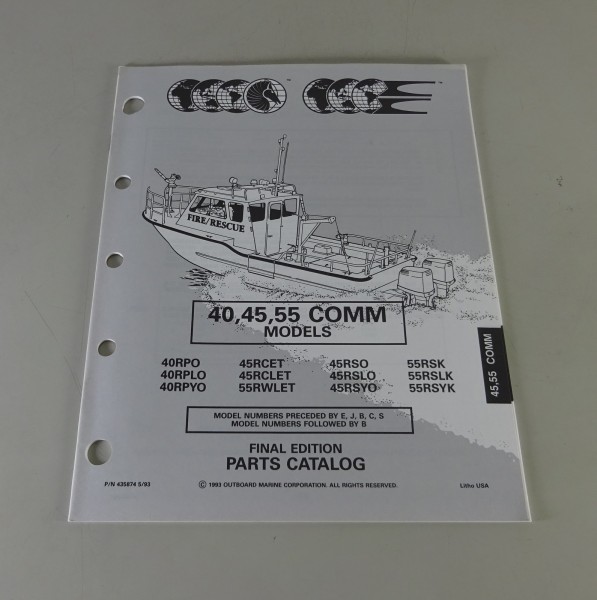 FIRE/RESCUE
40,45,55 COMM
MODELS
40RPO 45RCET 45RSO 55RSK
40RPLO 45RCLET 45RSLO 55RSLK
40RPYO 55RWLET 45RSYO 55RSYK
45,55 COMM
MODEL NUMBERS PRECEDED BY E, J, B, C, S
MODEL NUMBERS FOLLOWED BY B
FINAL EDITION
PARTS CATALOG
P/N 435874 5/93 © 1993 OUTBOARD MARINE CORPORATION. ALL RIGHTS RESERVED. Litho USA